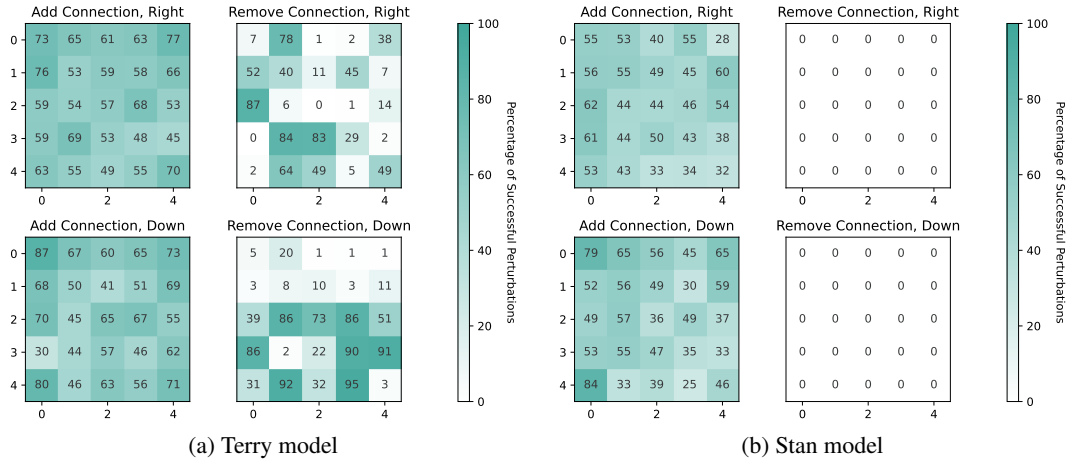 Add Connection, Right
Remove Connection, Right
0 73 65 61 63 77
7 78 1 2 38
1 76 53 59 58 66
52 40 11 45 7
2 59 54 57 68 53
87 6 0 1 14
3 59 69 53 48 45
0 84 83 29 2
4 63 55 49 55 70
2 64 49 5 49
0 2 4
0 2 4
Add Connection, Down
Remove Connection, Down
0 87 67 60 65 73
5 20 1 1 1
1 68 50 41 51 69
3 8 10 3 11
2 70 45 65 67 55
39 86 73 86 51
3 30 44 57 46 62
86 2 22 90 91
4 80 46 63 56 71
31 92 32 95 3
0 2 4
0 2 4
100
80
60
40
20
0
Percentage of Successful Perturbations
(a) Terry model
Add Connection, Right
Remove Connection, Right
0 55 53 40 55 28
0 0 0 0 0
1 56 55 49 45 60
0 0 0 0 0
2 62 44 44 46 54
0 0 0 0 0
3 61 44 50 43 38
0 0 0 0 0
4 53 43 33 34 32
0 0 0 0 0
0 2 4
0 2 4
Add Connection, Down
Remove Connection, Down
0 79 65 56 45 65
0 0 0 0 0
1 52 56 49 30 59
0 0 0 0 0
2 49 57 36 49 37
0 0 0 0 0
3 53 55 47 35 33
0 0 0 0 0
4 84 33 39 25 46
0 0 0 0 0
0 2 4
0 2 4
100
80
60
40
20
0
Percentage of Successful Perturbations
(b) Stan model